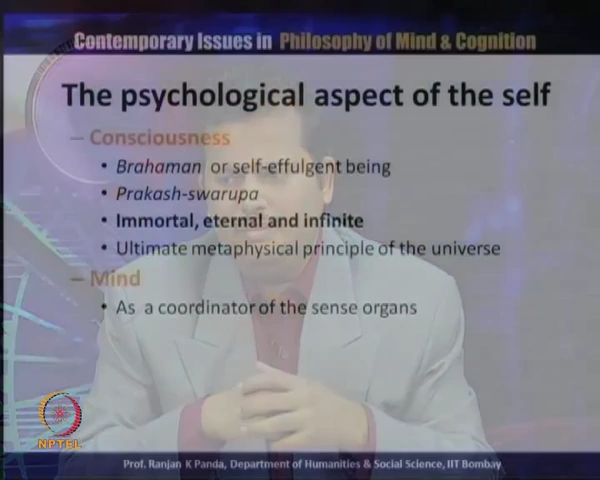 Contemporary Issues in Philosophy of Mind & Cognition
The psychological aspect of the self
– Consciousness
• Brahaman or self-effulgent being
• Prakash-swarupa
• Immortal, eternal and infinite
• Ultimate metaphysical principle of the universe
– Mind
• As a coordinator of the sense organs
NPTEL
Prof. Ranjan K Panda, Department of Humanities & Social Science, IIT Bombay